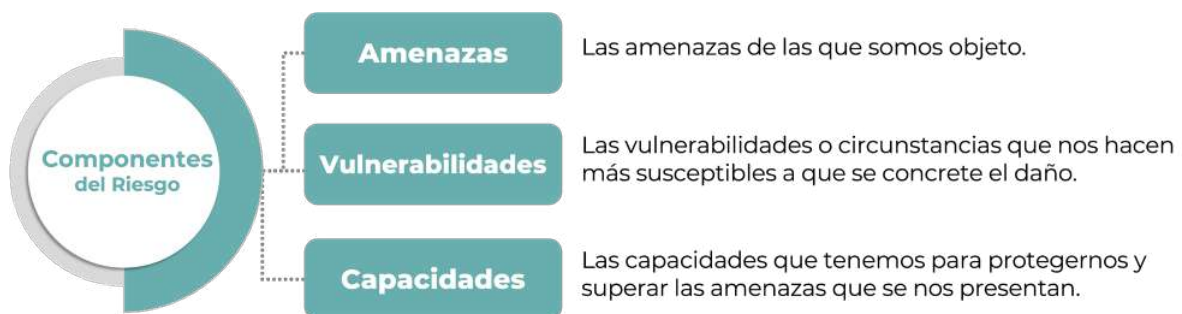 Componentes
del Riesgo
Amenazas
Las amenazas de las que somos objeto.
Vulnerabilidades
Las vulnerabilidades o circunstancias que nos hacen
más susceptibles a que se concrete el daño.
Capacidades
Las capacidades que tenemos para protegernos y
superar las amenazas que se nos presentan.